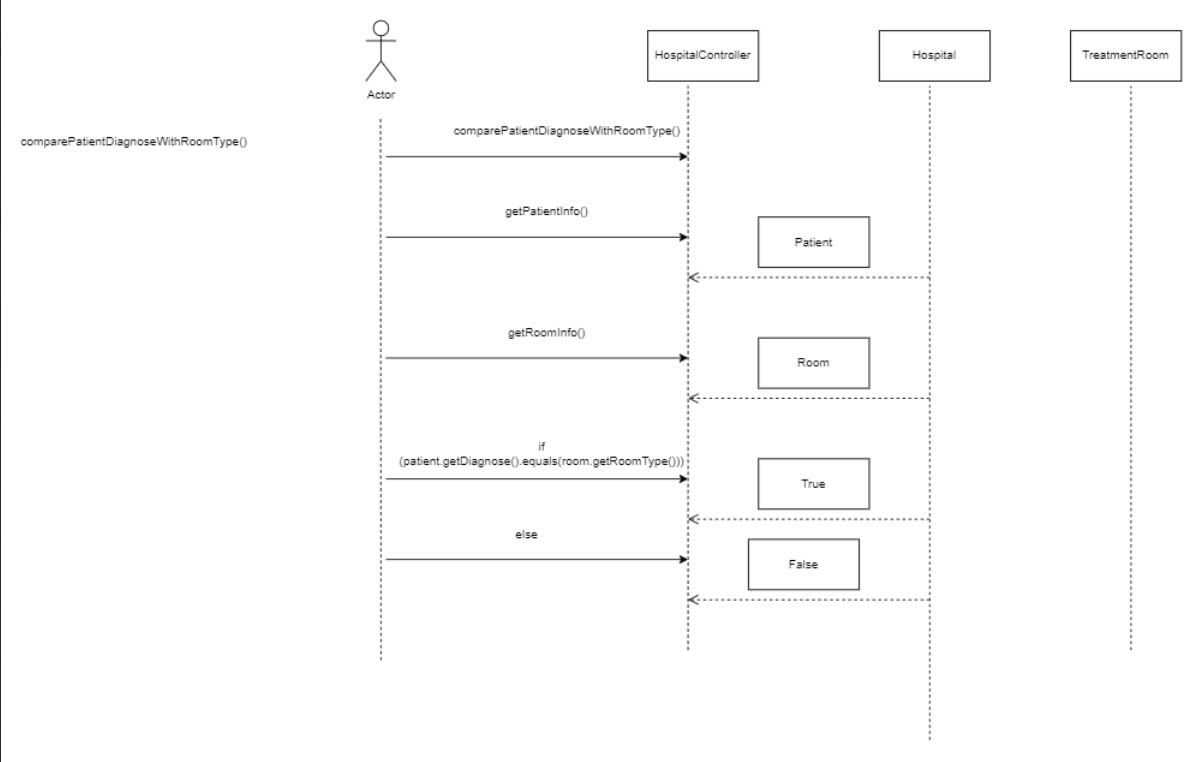 HospitalController
Hospital
TreatmentRoom
Actor
comparePatientDiagnoseWithRoomType()
comparePatientDiagnoseWithRoomType()
getPatientInfo()
Patient
getRoomInfo()
Room
if
(patient.getDiagnose().equals(room.getRoomType()))
True
else
False